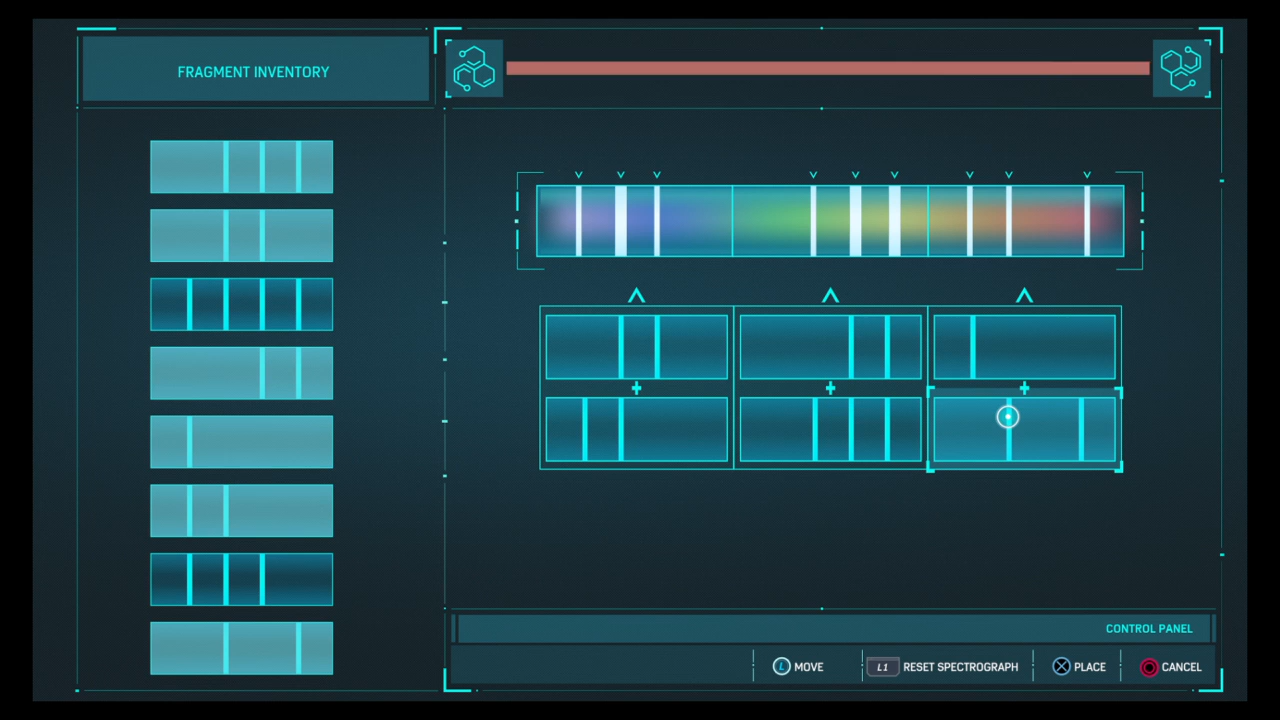 FRAGMENT INVENTORY
CONTROL PANEL
L MOVE
L1 RESET SPECTROGRAPH
PLACE
CANCEL